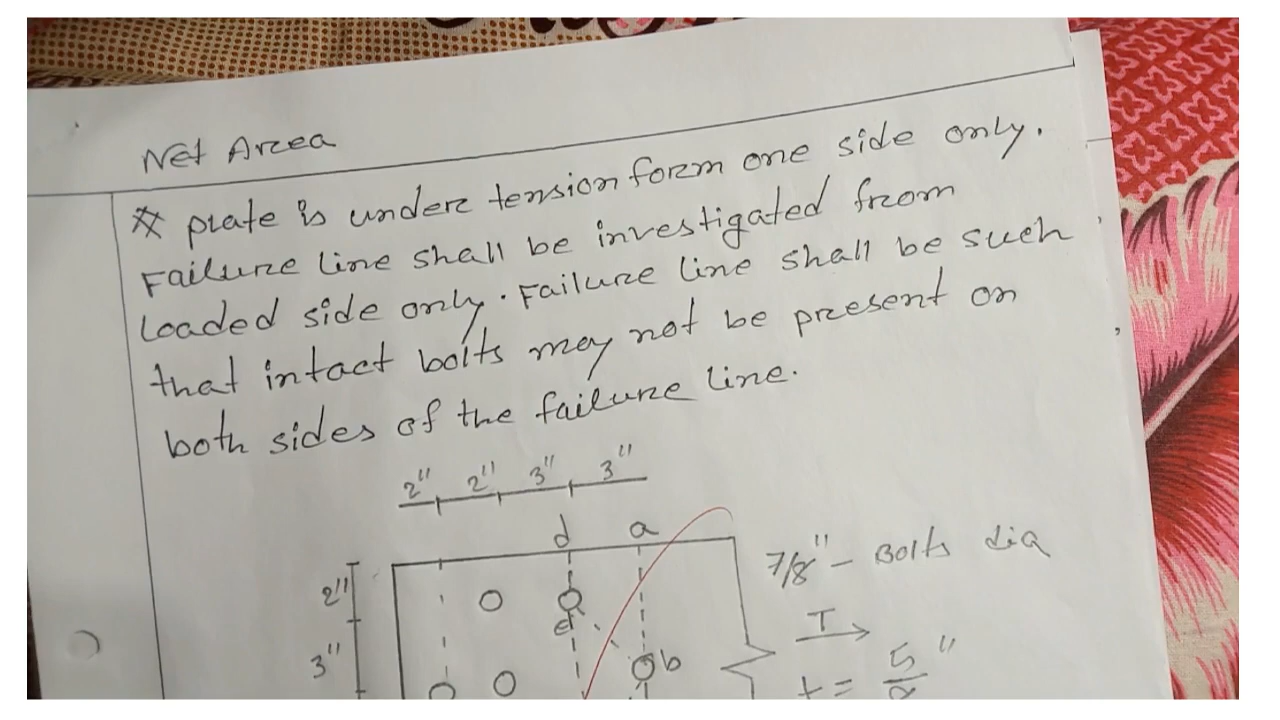 Net Area
* plate is under tension form one side only.
Failure line shall be investigated from
loaded side only. Failure line shall be such
that intact bolts may not be present on
both sides of the failure line.
2" 2" 3" 3"
d a
7/8" - Bolts dia
2"
e
T
3"
b
t = 5"